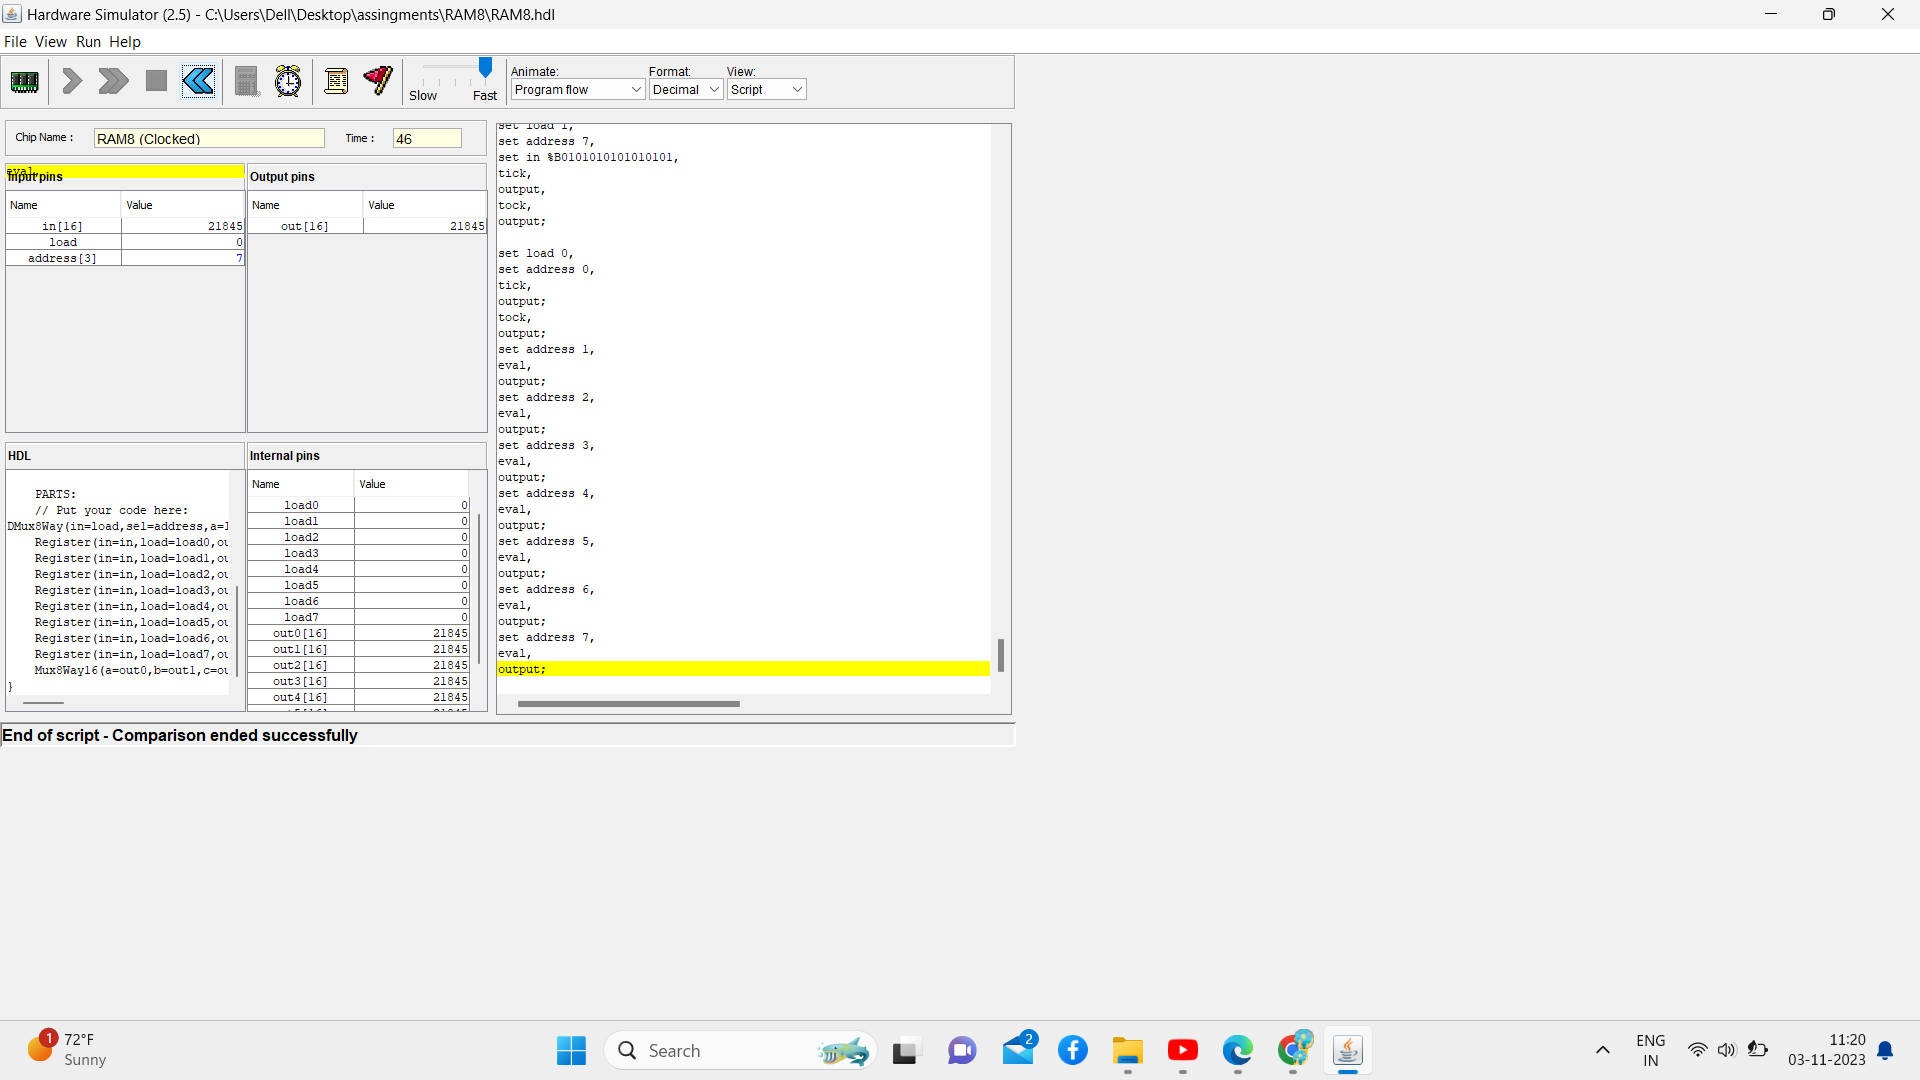 Hardware Simulator (2.5) - C:\Users\Dell\Desktop\assingments\RAM8\RAM8.hdl
File View Run Help
Slow
Fast
Animate:
Program flow
Format:
Decimal
View:
Script
Chip Name :
RAM8 (Clocked)
Time :
46
eval,
Input pins
Name Value
in[16] 21845
load 0
address[3] 7
Output pins
Name Value
out[16] 21845
HDL
PARTS:
// Put your code here:
DMux8Way(in=load,sel=address,a=
Register(in=in,load=load0,
Register(in=in,load=load1,
Register(in=in,load=load2,
Register(in=in,load=load3,
Register(in=in,load=load4,
Register(in=in,load=load5,
Register(in=in,load=load6,
Register(in=in,load=load7,
Mux8Way16(a=out0,b=out1,
}
Internal pins
Name Value
load0 0
load1 0
load2 0
load3 0
load4 0
load5 0
load6 0
load7 0
out0[16] 21845
out1[16] 21845
out2[16] 21845
out3[16] 21845
out4[16] 21845
set load 1,
set address 7,
set in %B0101010101010101,
tick,
output,
tock,
output;
set load 0,
set address 0,
tick,
output;
tock,
output;
set address 1,
eval,
output;
set address 2,
eval,
output;
set address 3,
eval,
output;
set address 4,
eval,
output;
set address 5,
eval,
output;
set address 6,
eval,
output;
set address 7,
eval,
output;
End of script - Comparison ended successfully
1
72°F
Sunny
Search
2
ENG
IN
11:20
03-11-2023